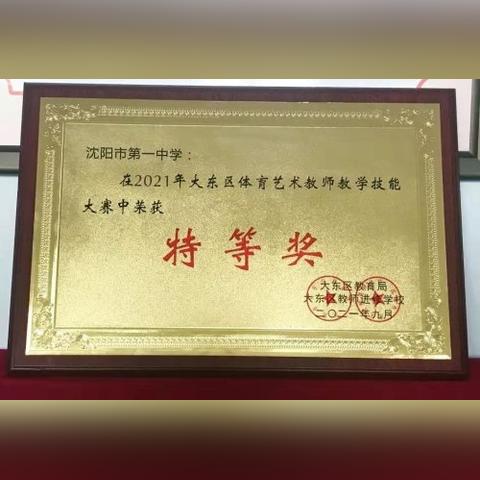 沈阳市第一中学：
在2021年大东区体育艺术教师教学技能
大赛中荣获
特等奖
大东区教育局
大东区教师进修学校
二〇二一年九月